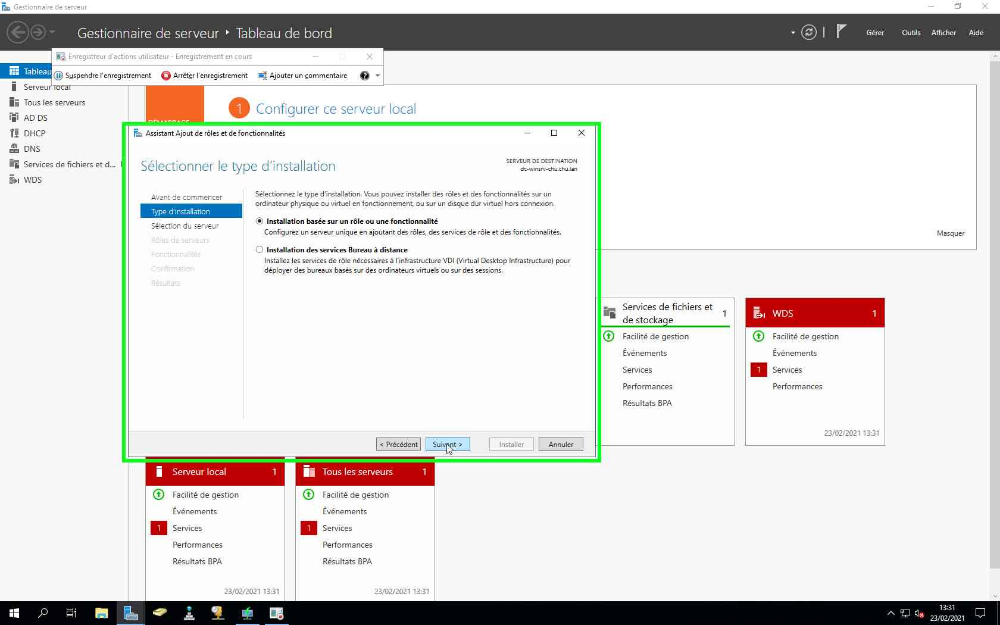 Gestionnaire de serveur
Gestionnaire de serveur ‣ Tableau de bord
Gérer Outils Afficher Aide
Enregistreur d'actions utilisateur - Enregistrement en cours
Suspendre l'enregistrement Arrêter l'enregistrement Ajouter un commentaire
Tableau
Serveur local
Tous les serveurs
AD DS
DHCP
DNS
Services de fichiers et d...
WDS
1 Configurer ce serveur local
DÉMARRAGE
Masquer
Assistant Ajout de rôles et de fonctionnalités
Sélectionner le type d'installation
SERVEUR DE DESTINATION
dc-winsrv-chu.chu.lan
Avant de commencer
Type d'installation
Sélection du serveur
Rôles de serveurs
Fonctionnalités
Confirmation
Résultats
Sélectionnez le type d'installation. Vous pouvez installer des rôles et des fonctionnalités sur un
ordinateur physique ou virtuel en fonctionnement, ou sur un disque dur virtuel hors connexion.
Installation basée sur un rôle ou une fonctionnalité
Configurez un serveur unique en ajoutant des rôles, des services de rôle et des fonctionnalités.
Installation des services Bureau à distance
Installez les services de rôle nécessaires à l'infrastructure VDI (Virtual Desktop Infrastructure) pour
déployer des bureaux basés sur des ordinateurs virtuels ou sur des sessions.
< Précédent Suivant > Installer Annuler
Services de fichiers et
de stockage 1
Facilité de gestion
Événements
Services
Performances
Résultats BPA
WDS 1
Facilité de gestion
Événements
1 Services
Performances
23/02/2021 13:31
Serveur local 1
Facilité de gestion
Événements
1 Services
Performances
Résultats BPA
23/02/2021 13:31
Tous les serveurs 1
Facilité de gestion
Événements
1 Services
Performances
Résultats BPA
23/02/2021 13:31
13:31
23/02/2021